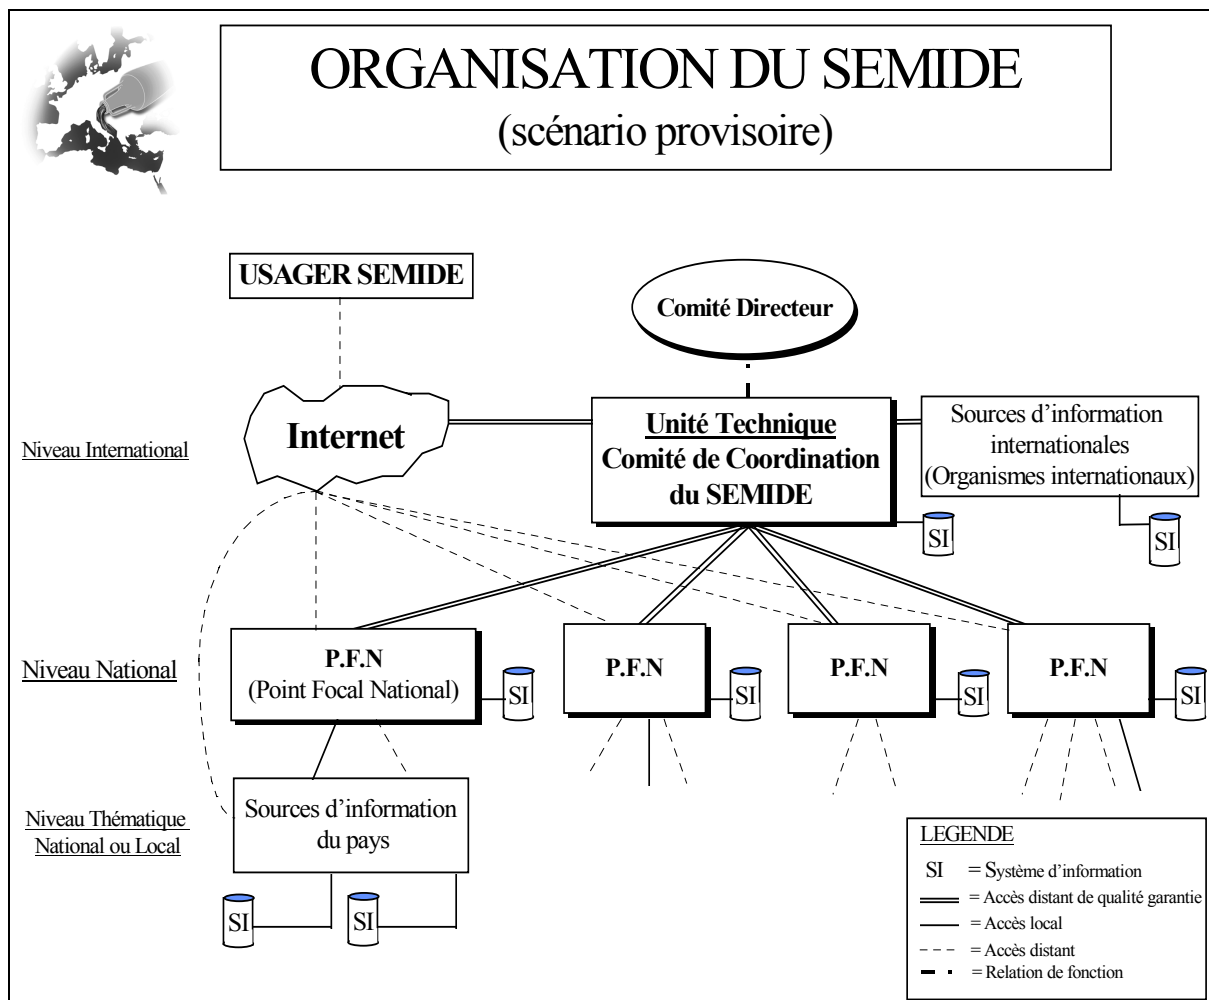 ORGANISATION DU SEMIDE
(scénario provisoire)
USAGER SEMIDE
Comité Directeur
Niveau International
Internet
Unité Technique
Comité de Coordination
du SEMIDE
Sources d’information
internationales
(Organismes internationaux)
SI
SI
Niveau National
P.F.N
(Point Focal National)
SI
P.F.N
SI
P.F.N
SI
P.F.N
SI
Niveau Thématique
National ou Local
Sources d’information
du pays
SI
SI
LEGENDE
SI = Système d’information
= Accès distant de qualité garantie
= Accès local
= Accès distant
= Relation de fonction